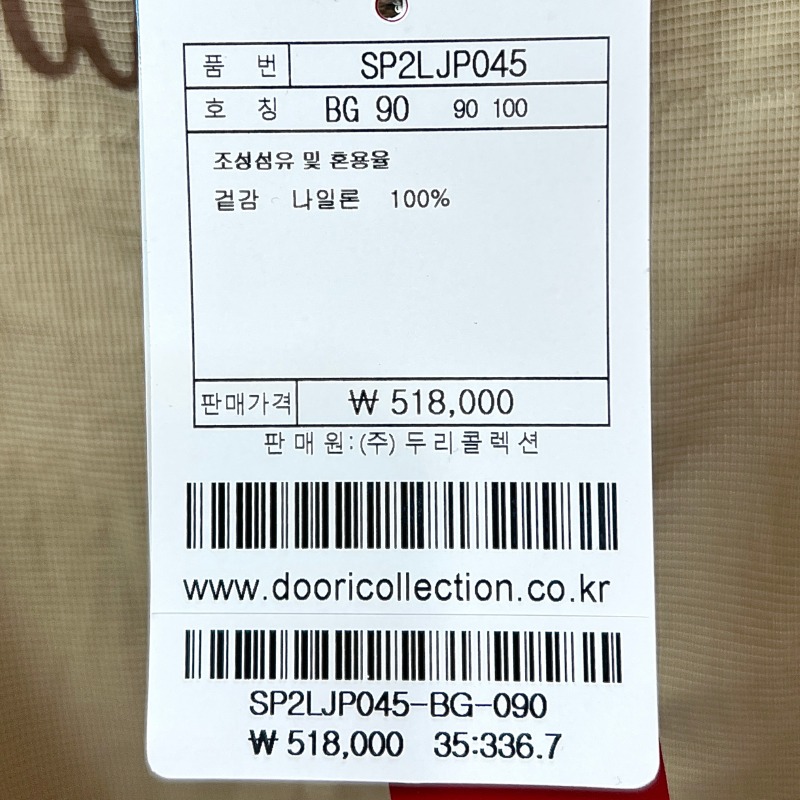 품 번 SP2LJP045
호 칭 BG 90 90 100
조성섬유 및 혼용율
겉감 나일론 100%
판매가격 ₩ 518,000
판매원:(주)두리콜렉션
www.dooricollection.co.kr
SP2LJP045-BG-090
₩ 518,000 35:336.7